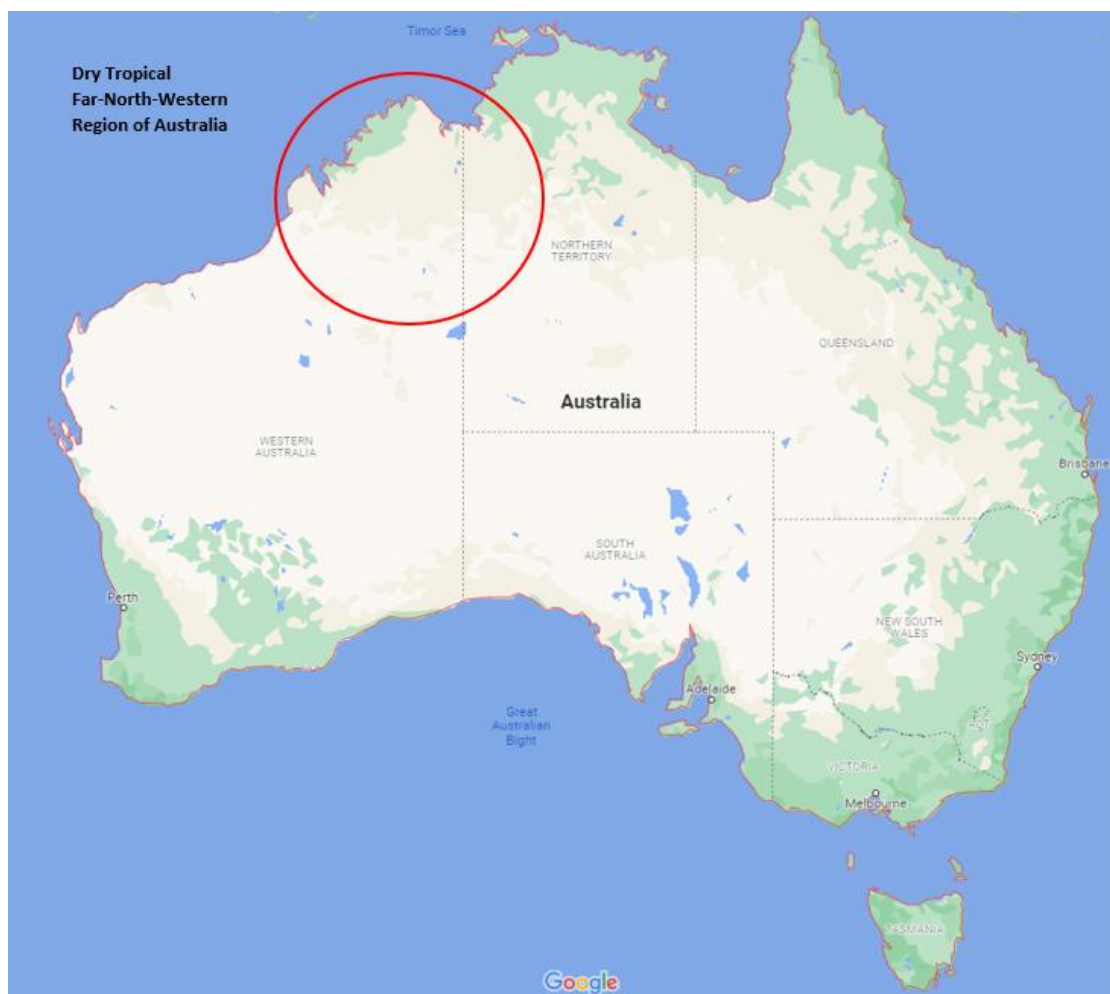 Timor Sea
Dry Tropical
Far-North-Western
Region of Australia
NORTHERN
TERRITORY
QUEENSLAND
Australia
WESTERN
AUSTRALIA
Brisbane
SOUTH
AUSTRALIA
Perth
NEW SOUTH
WALES
Sydney
Adelaide
Great
Australian
Bight
ACT
VICTORIA
Melbourne
TASMANIA
Google